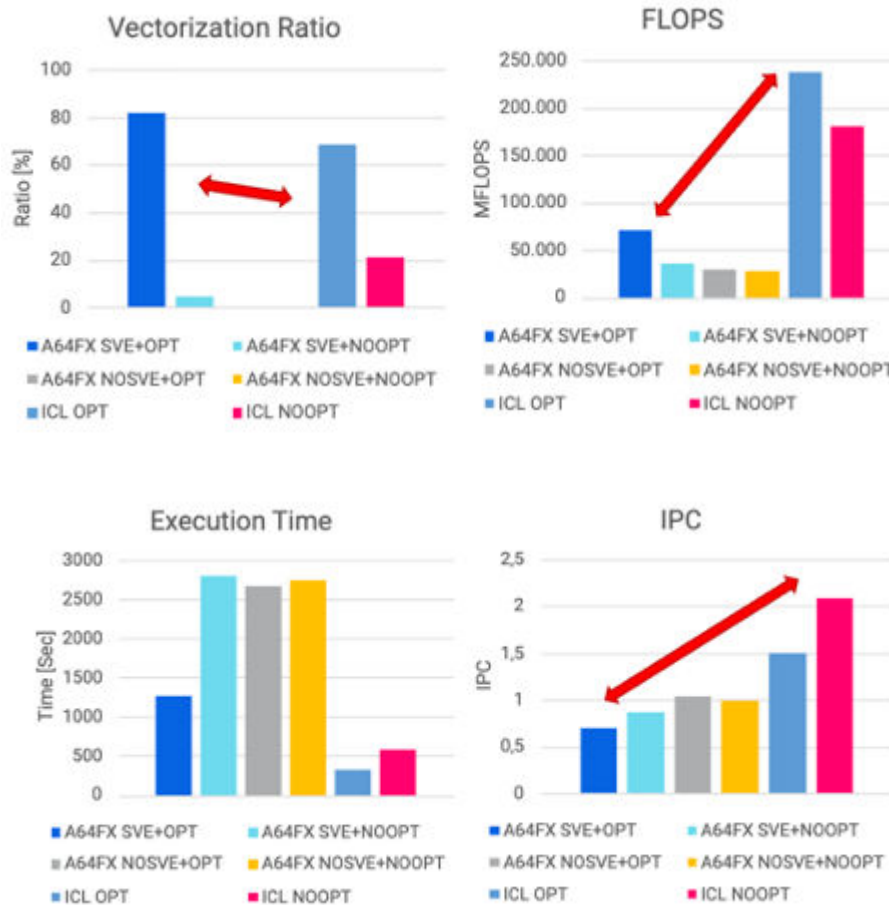 Vectorization Ratio
100
80
60
40
20
0
Ratio [%]
A64FX SVE+OPT
A64FX SVE+NOOPT
A64FX NOSVE+OPT
A64FX NOSVE+NOOPT
ICL OPT
ICL NOOPT
FLOPS
250.000
200.000
150.000
100.000
50.000
0
MFLOPS
A64FX SVE+OPT
A64FX SVE+NOOPT
A64FX NOSVE+OPT
A64FX NOSVE+NOOPT
ICL OPT
ICL NOOPT
Execution Time
3000
2500
2000
1500
1000
500
0
Time [Sec]
A64FX SVE+OPT
A64FX SVE+NOOPT
A64FX NOSVE+OPT
A64FX NOSVE+NOOPT
ICL OPT
ICL NOOPT
IPC
2,5
2
1,5
1
0,5
0
IPC
A64FX SVE+OPT
A64FX SVE+NOOPT
A64FX NOSVE+OPT
A64FX NOSVE+NOOPT
ICL OPT
ICL NOOPT